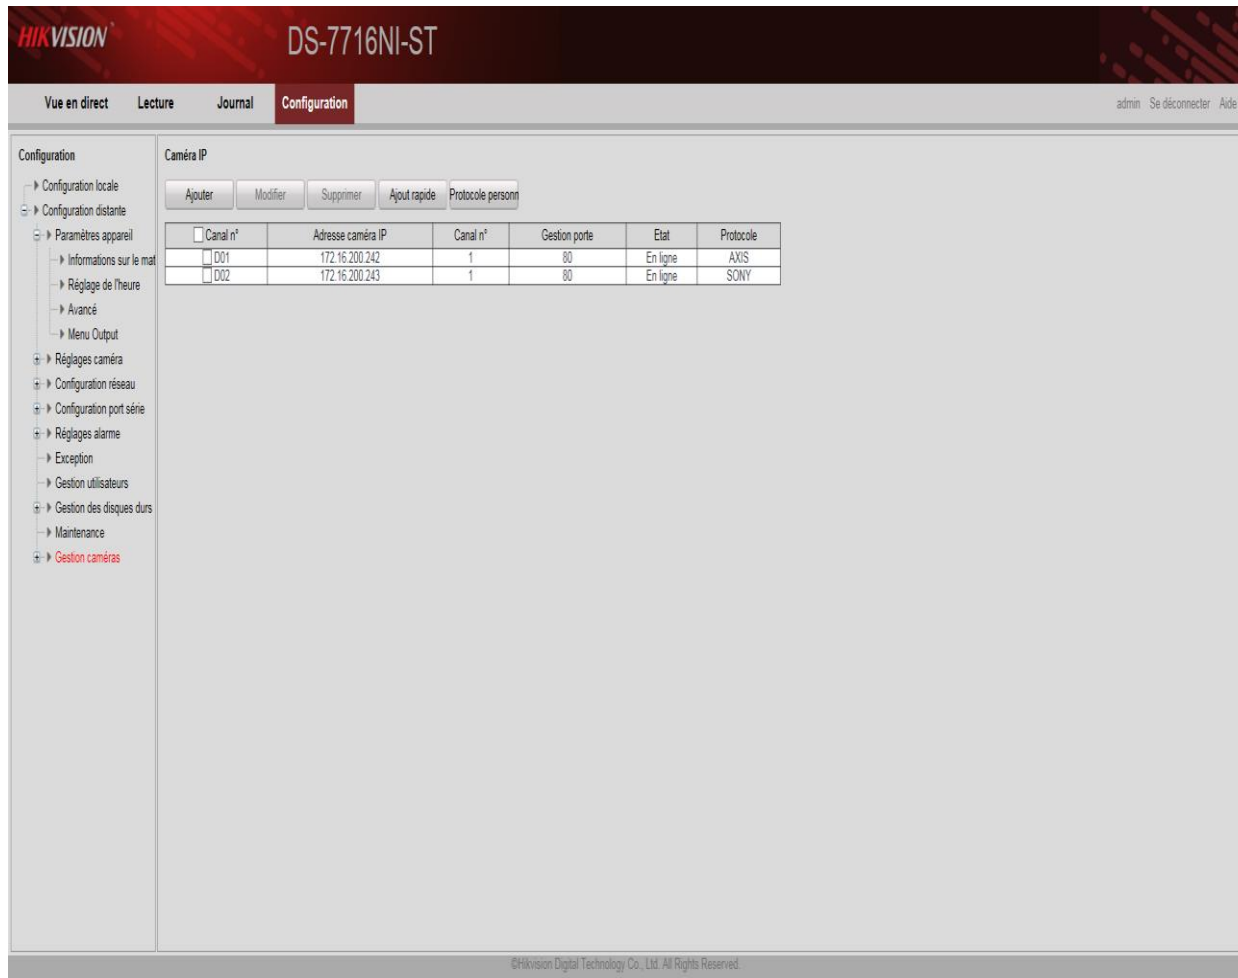 HIKVISION
DS-7716NI-ST
Vue en direct Lecture Journal Configuration admin Se déconnecter Aide
Configuration
Configuration locale
Configuration distante
Paramètres appareil
Informations sur le mat
Réglage de l'heure
Avancé
Menu Output
Réglages caméra
Configuration réseau
Configuration port série
Réglages alarme
Exception
Gestion utilisateurs
Gestion des disques durs
Maintenance
Gestion caméras
Caméra IP
Ajouter Modifier Supprimer Ajout rapide Protocole personn
Canal n° Adresse caméra IP Canal n° Gestion porte Etat Protocole
D01 172.16.200.242 1 80 En ligne AXIS
D02 172.16.200.243 1 80 En ligne SONY
©Hikvision Digital Technology Co., Ltd. All Rights Reserved.